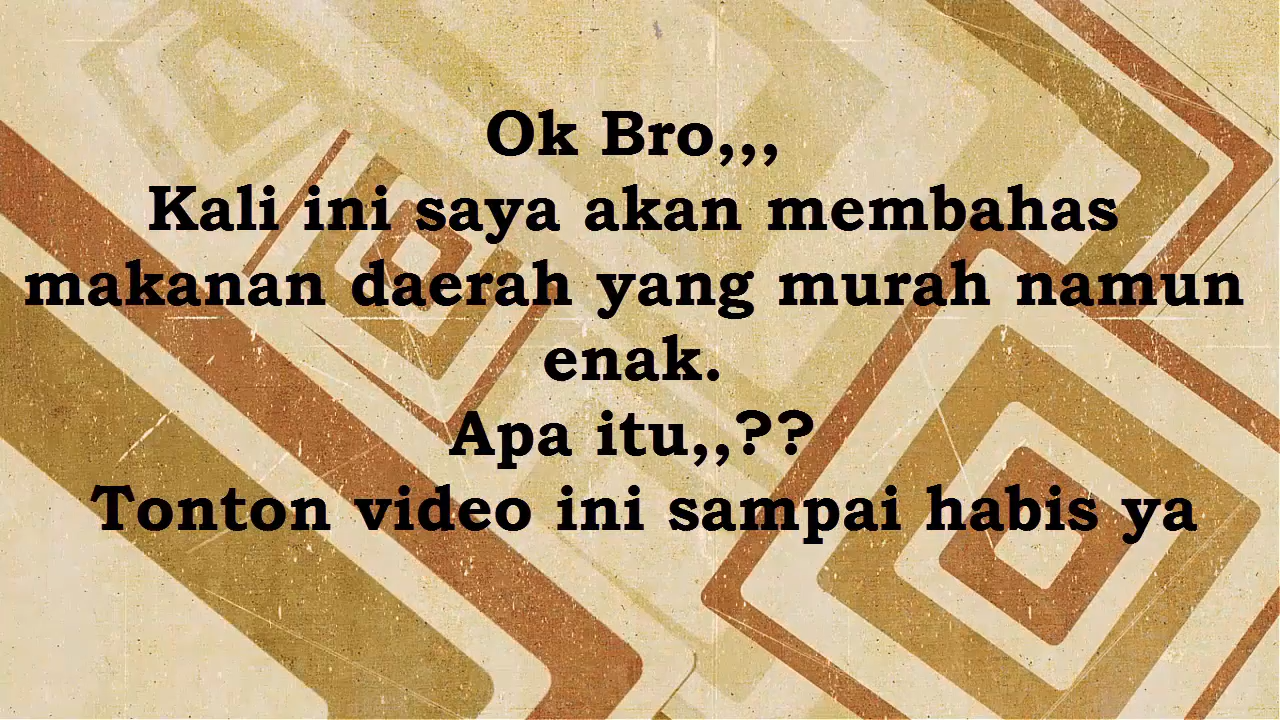 Ok Bro,,,
Kali ini saya akan membahas
makanan daerah yang murah namun
enak.
Apa itu,,??
Tonton video ini sampai habis ya